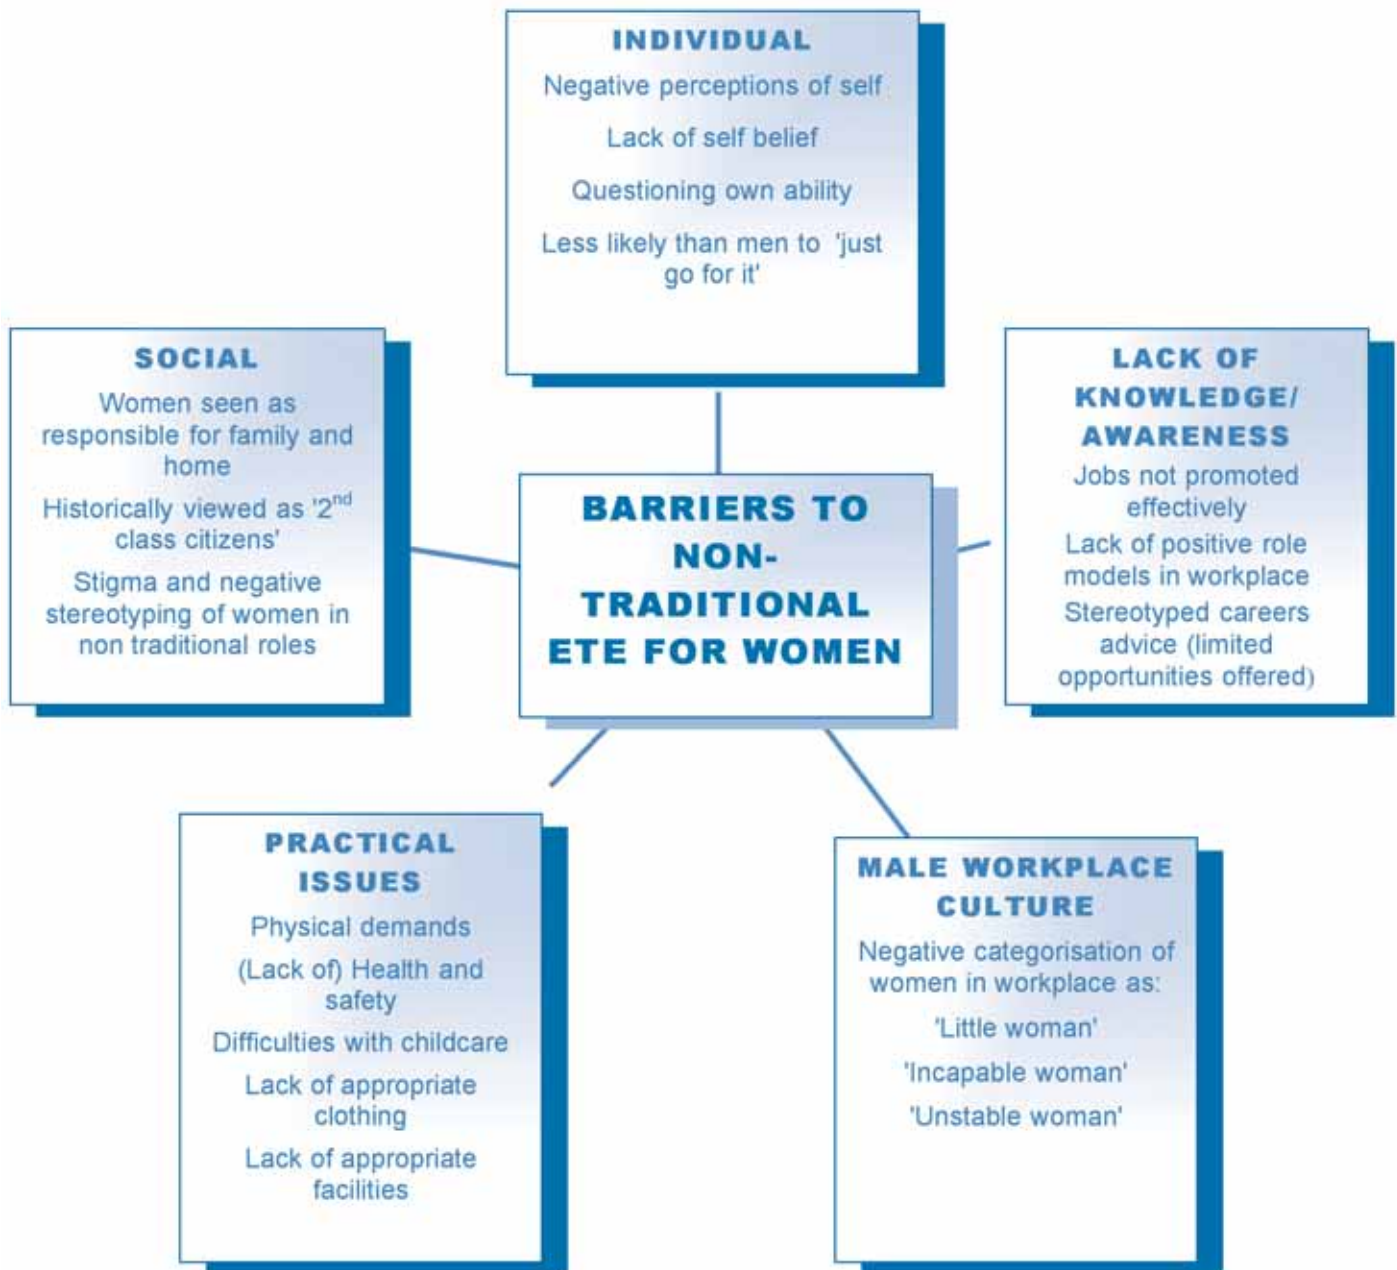 INDIVIDUAL
Negative perceptions of self
Lack of self belief
Questioning own ability
Less likely than men to 'just
go for it'
SOCIAL
Women seen as
responsible for family and
home
Historically viewed as '2nd
class citizens'
Stigma and negative
stereotyping of women in
non traditional roles
BARRIERS TO
NON-
TRADITIONAL
ETE FOR WOMEN
LACK OF
KNOWLEDGE/
AWARENESS
Jobs not promoted
effectively
Lack of positive role
models in workplace
Stereotyped careers
advice (limited
opportunities offered)
PRACTICAL
ISSUES
Physical demands
(Lack of) Health and
safety
Difficulties with childcare
Lack of appropriate
clothing
Lack of appropriate
facilities
MALE WORKPLACE
CULTURE
Negative categorisation of
women in workplace as:
'Little woman'
'Incapable woman'
'Unstable woman'